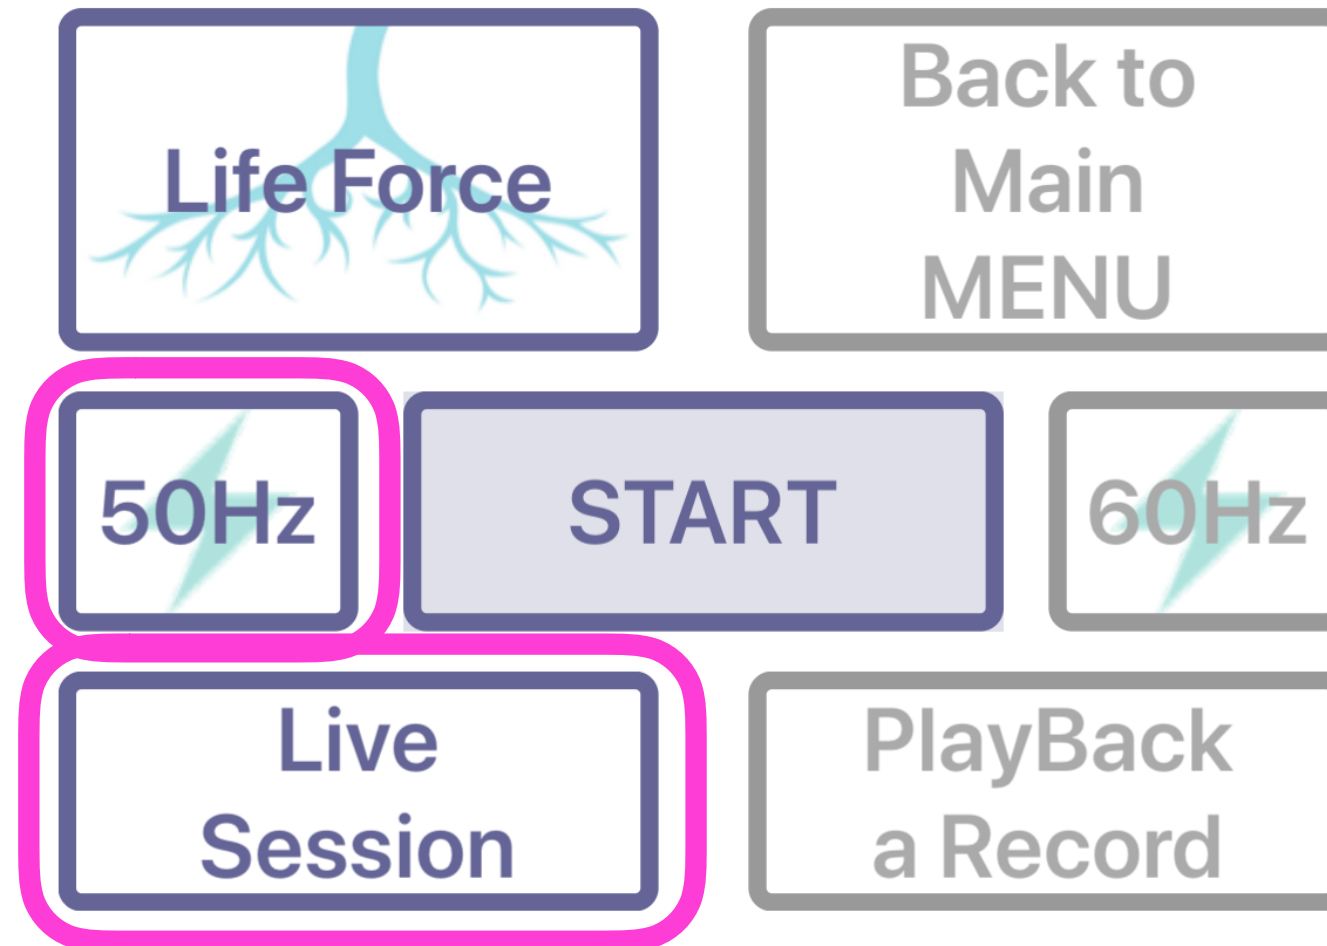 Life Force
Back to
Main
MENU
50Hz
START
60Hz
Live
Session
PlayBack
a Record